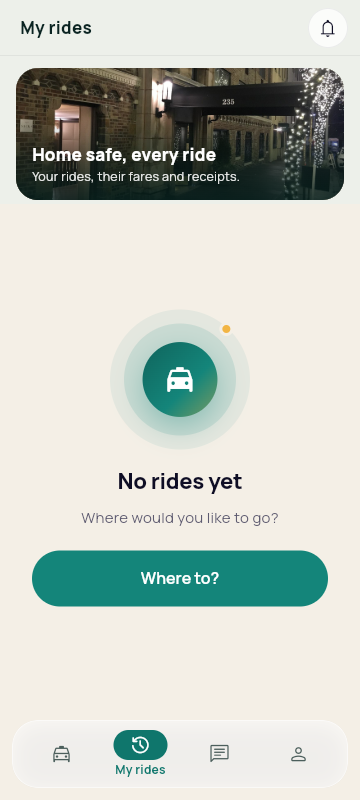 My rides
235
Home safe, every ride
Your rides, their fares and receipts.
No rides yet
Where would you like to go?
Where to?
My rides